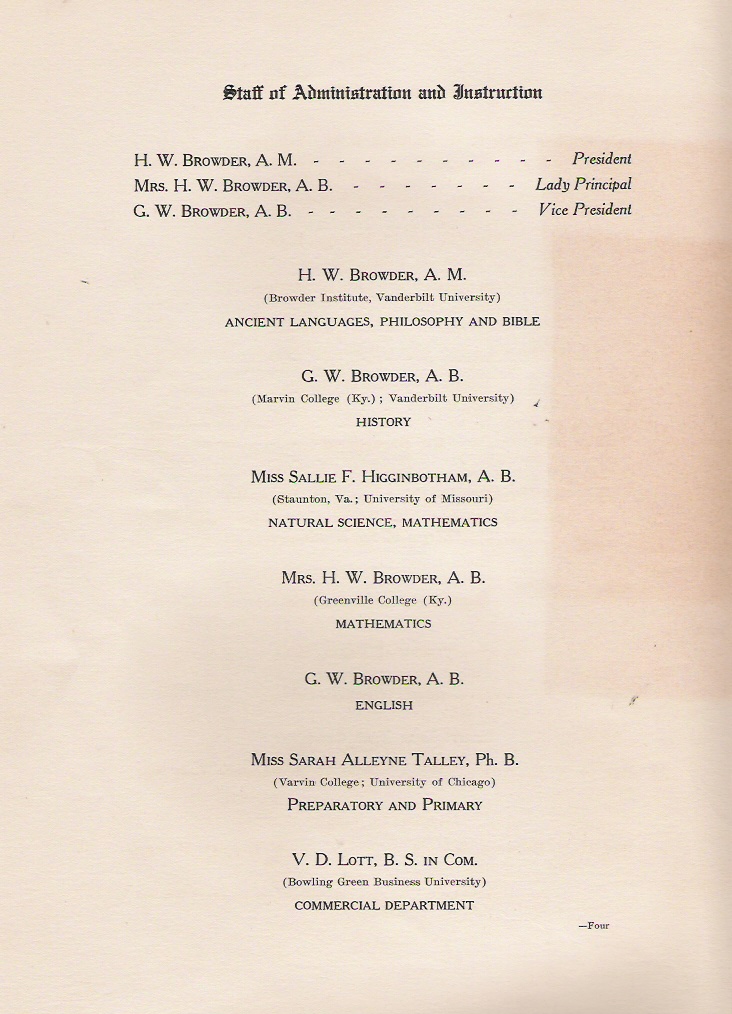 Staff of Administration and Instruction
H. W. Browder, A. M. - - - - - - - - - - President
Mrs. H. W. Browder, A. B. - - - - - - - Lady Principal
G. W. Browder, A. B. - - - - - - - - - Vice President
H. W. Browder, A. M.
(Browder Institute, Vanderbilt University)
ANCIENT LANGUAGES, PHILOSOPHY AND BIBLE
G. W. Browder, A. B.
(Marvin College (Ky.) ; Vanderbilt University)
HISTORY
Miss Sallie F. Higginbotham, A. B.
(Staunton, Va. ; University of Missouri)
NATURAL SCIENCE, MATHEMATICS
Mrs. H. W. Browder, A. B.
(Greenville College (Ky.)
MATHEMATICS
G. W. Browder, A. B.
ENGLISH
Miss Sarah Alleyne Talley, Ph. B.
(Varvin College ; University of Chicago)
Preparatory and Primary
V. D. Lott, B. S. in Com.
(Bowling Green Business University)
COMMERCIAL DEPARTMENT
—Four